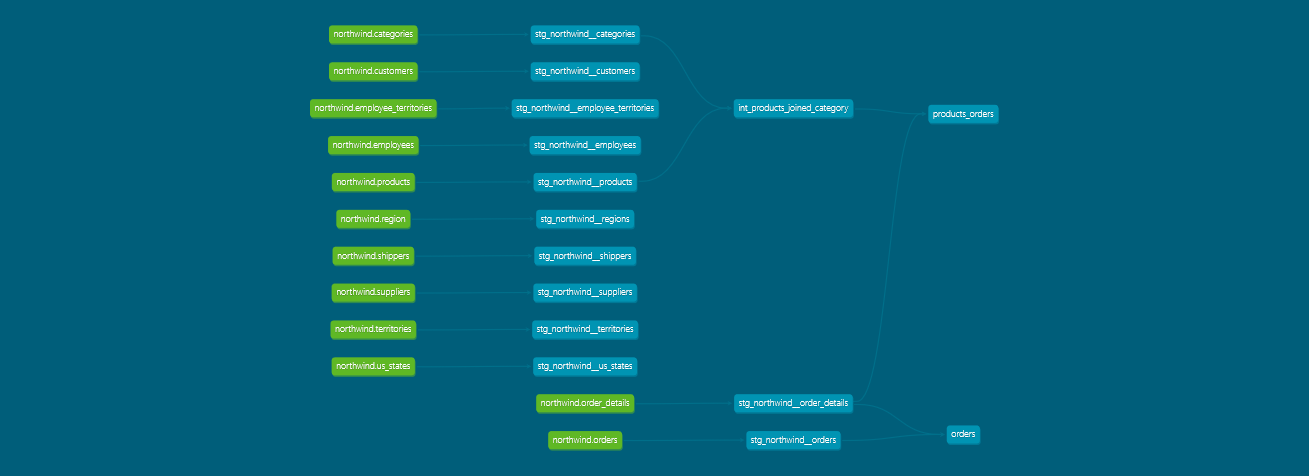 northwind.categories
stg_northwind__categories
northwind.customers
stg_northwind__customers
northwind.employee_territories
stg_northwind__employee_territories
int_products_joined_category
products_orders
northwind.employees
stg_northwind__employees
northwind.products
stg_northwind__products
northwind.region
stg_northwind__regions
northwind.shippers
stg_northwind__shippers
northwind.suppliers
stg_northwind__suppliers
northwind.territories
stg_northwind__territories
northwind.us_states
stg_northwind__us_states
northwind.order_details
stg_northwind__order_details
northwind.orders
stg_northwind__orders
orders